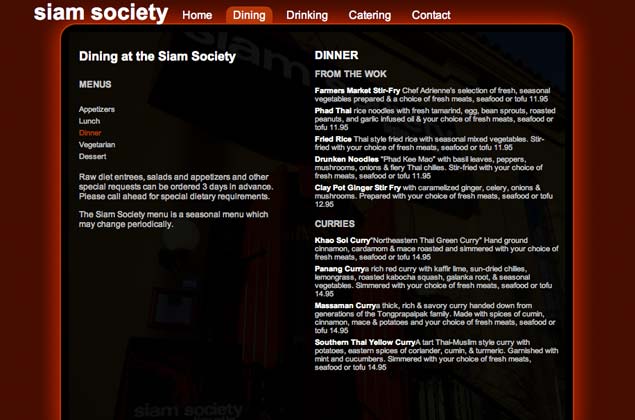 siam society
Home Dining Drinking Catering Contact
Dining at the Siam Society
MENUS
Appetizers
Lunch
Dinner
Vegetarian
Dessert
Raw diet entrees, salads and appetizers and other
special requests can be ordered 3 days in advance.
Please call ahead for special dietary requirements.
The Siam Society menu is a seasonal menu which
may change periodically.
DINNER
FROM THE WOK
Farmers Market Stir-Fry Chef Adrienne's selection of fresh, seasonal
vegetables prepared & a choice of fresh meats, seafood or tofu 11.95
Phad Thai rice noodles with fresh tamarind, egg, bean sprouts, roasted
peanuts, and garlic infused oil & your choice of fresh meats, seafood or
tofu 11.95
Fried Rice Thai style fried rice with seasonal mixed vegetables. Stir-
fried with your choice of fresh meats, seafood or tofu 11.95
Drunken Noodles "Phad Kee Mao" with basil leaves, peppers,
mushrooms, onions & fiery Thai chilles. Stir-fried with your choice of
fresh meats, seafood or tofu 11.95
Clay Pot Ginger Stir Fry with caramelized ginger, celery, onions &
mushrooms. Prepared with your choice of fresh meats, seafood or tofu
12.95
CURRIES
Khao Soi Curry"Northeastern Thai Green Curry" Hand ground
cinnamon, cardamom & mace roasted and simmered with your choice of
fresh meats, seafood or tofu 14.95
Panang Currya rich red curry with kaffir lime, sun-dried chilles,
lemongrass, roasted kabocha squash, galanka root, & seasonal
vegetables. Simmered with your choice of fresh meats, seafood or tofu
14.95
Massaman Currya thick, rich & savory curry handed down from
generations of the Tongprapaipak family. Made with spices of cumin,
cinnamon, mace & potatoes and your choice of fresh meats, seafood or
tofu 14.95
Southern Thai Yellow CurryA tart Thai-Muslim style curry with
potatoes, eastern spices of coriander, cumin, & turmeric. Garnished with
mint and cucumbers. Simmered with your choice of fresh meats,
seafood or tofu 14.95
siam society